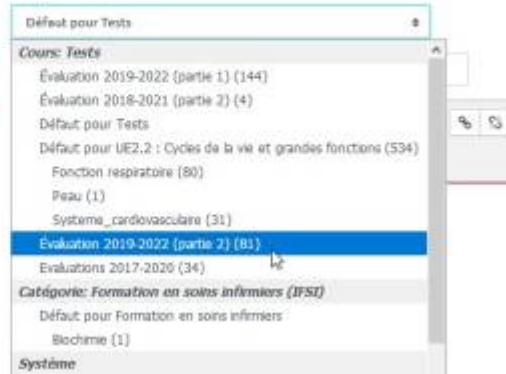 Défaut pour Tests
Cours: Tests
Évaluation 2019-2022 (partie 1) (144)
Évaluation 2018-2021 (partie 2) (4)
Défaut pour Tests
Défaut pour UE2.2 : Cycles de la vie et grandes fonctions (534)
Fonction respiratoire (80)
Peau (1)
Systeme_cardiovasculaire (31)
Évaluation 2019-2022 (partie 2) (81)
Evaluations 2017-2020 (34)
Catégorie: Formation en soins infirmiers (IFSI)
Défaut pour Formation en soins infirmiers
Biochimie (1)
Système